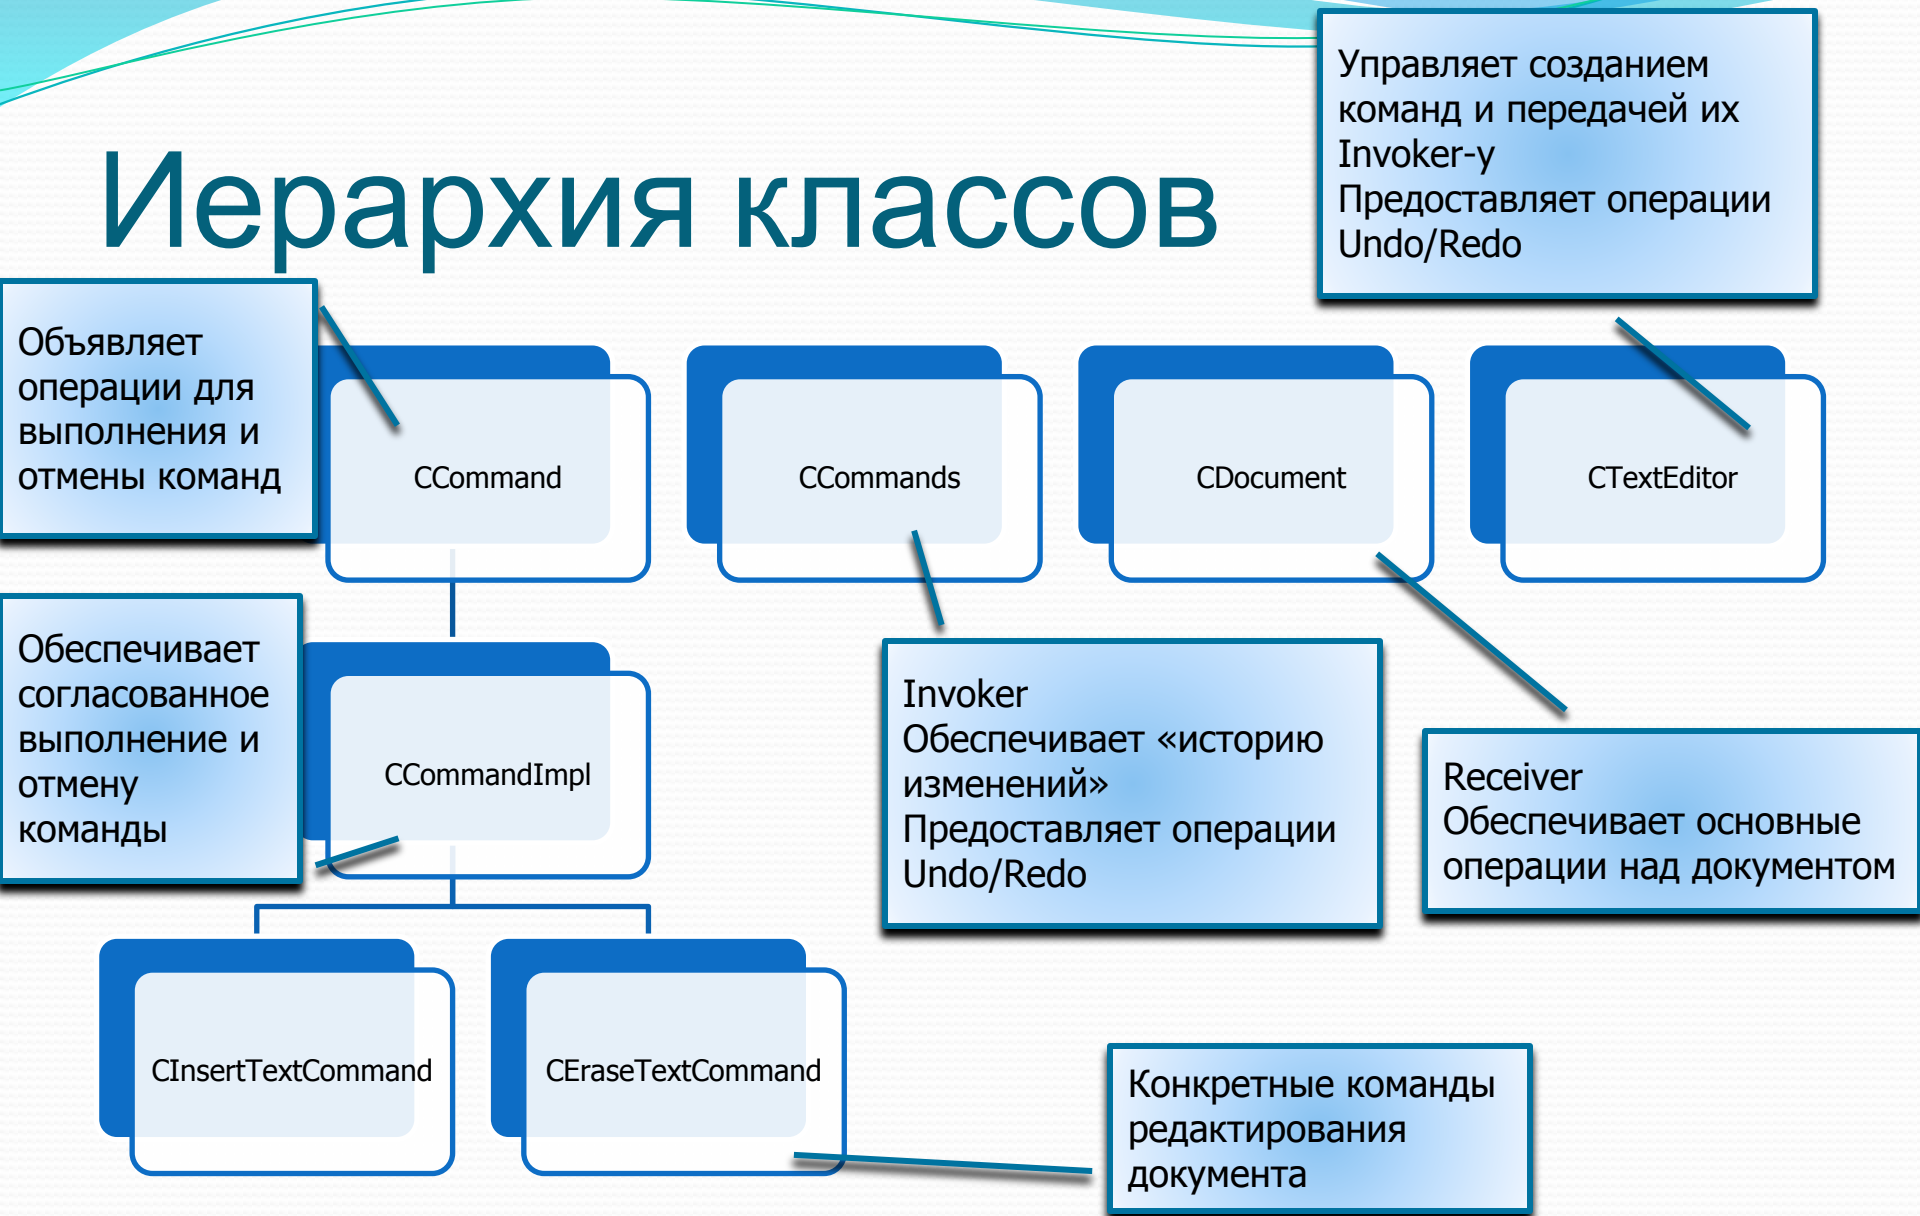 Управляет созданием
команд и передачей их
Invoker-у
Предоставляет операции
Undo/Redo
Иерархия классов
Объявляет
операции для
выполнения и
отмены команд
CCommand
CCommands
CDocument
CTextEditor
Обеспечивает
согласованное
выполнение и
отмену
команды
CCommandImpl
Invoker
Обеспечивает «историю
изменений»
Предоставляет операции
Undo/Redo
Receiver
Обеспечивает основные
операции над документом
CInsertTextCommand
CEraseTextCommand
Конкретные команды
редактирования
документа